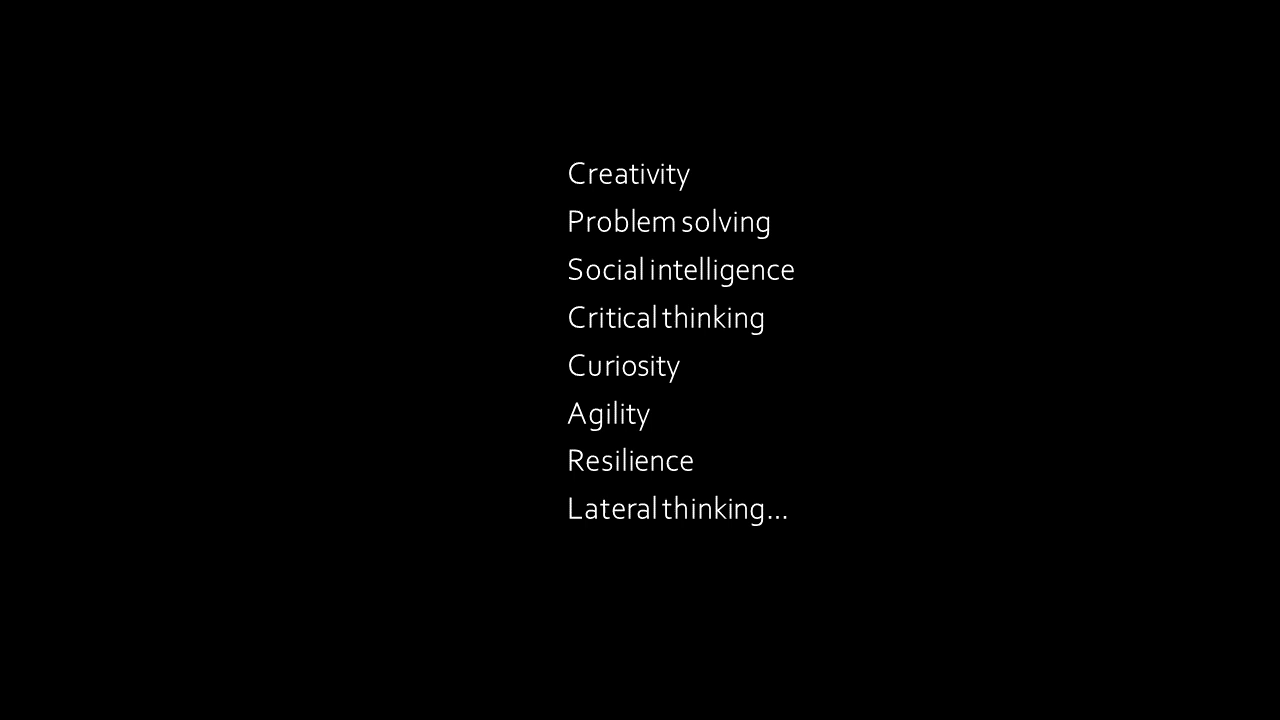 Creativity
Problem solving
Social intelligence
Critical thinking
Curiosity
Agility
Resilience
Lateral thinking...